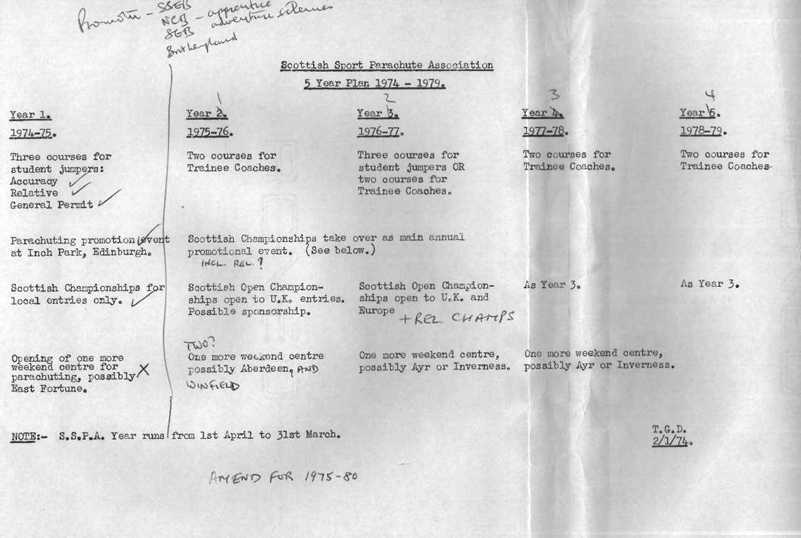 Promote - SSEB
NCB - apprentice
SEB adventure schemes
Scottish Sport Parachute Association
5 Year Plan 1974 - 1979.
1 2 3 4
Year 1. Year 2. Year 3. Year 4. Year 5.
1974-75. 1975-76. 1976-77. 1977-78. 1978-79.
Three courses for
student jumpers:
Accuracy
Relative
General Permit
Two courses for
Trainee Coaches.
Three courses for
student jumpers OR
two courses for
Trainee Coaches.
Two courses for
Trainee Coaches.
Two courses for
Trainee Coaches.
Parachuting promotion event
at Inch Park, Edinburgh.
Scottish Championships take over as main annual
promotional event. (See below.)
INCL. REL. ?
Scottish Championships for
local entries only.
Scottish Open Champion-
ships open to U.K. entries.
Possible sponsorship.
Scottish Open Champion-
ships open to U.K. and
Europe
+ REL CHAMPS
As Year 3.
As Year 3.
Opening of one more
weekend centre for
parachuting, possibly X
East Fortune.
TWO?
One more weekend centre
possibly Aberdeen, AND
WINFIELD
One more weekend centre,
possibly Ayr or Inverness.
One more weekend centre,
possibly Ayr or Inverness.
NOTE:- S.S.P.A. Year runs from 1st April to 31st March.
T.G.D.
2/1/74.
AMEND FOR 1975-80